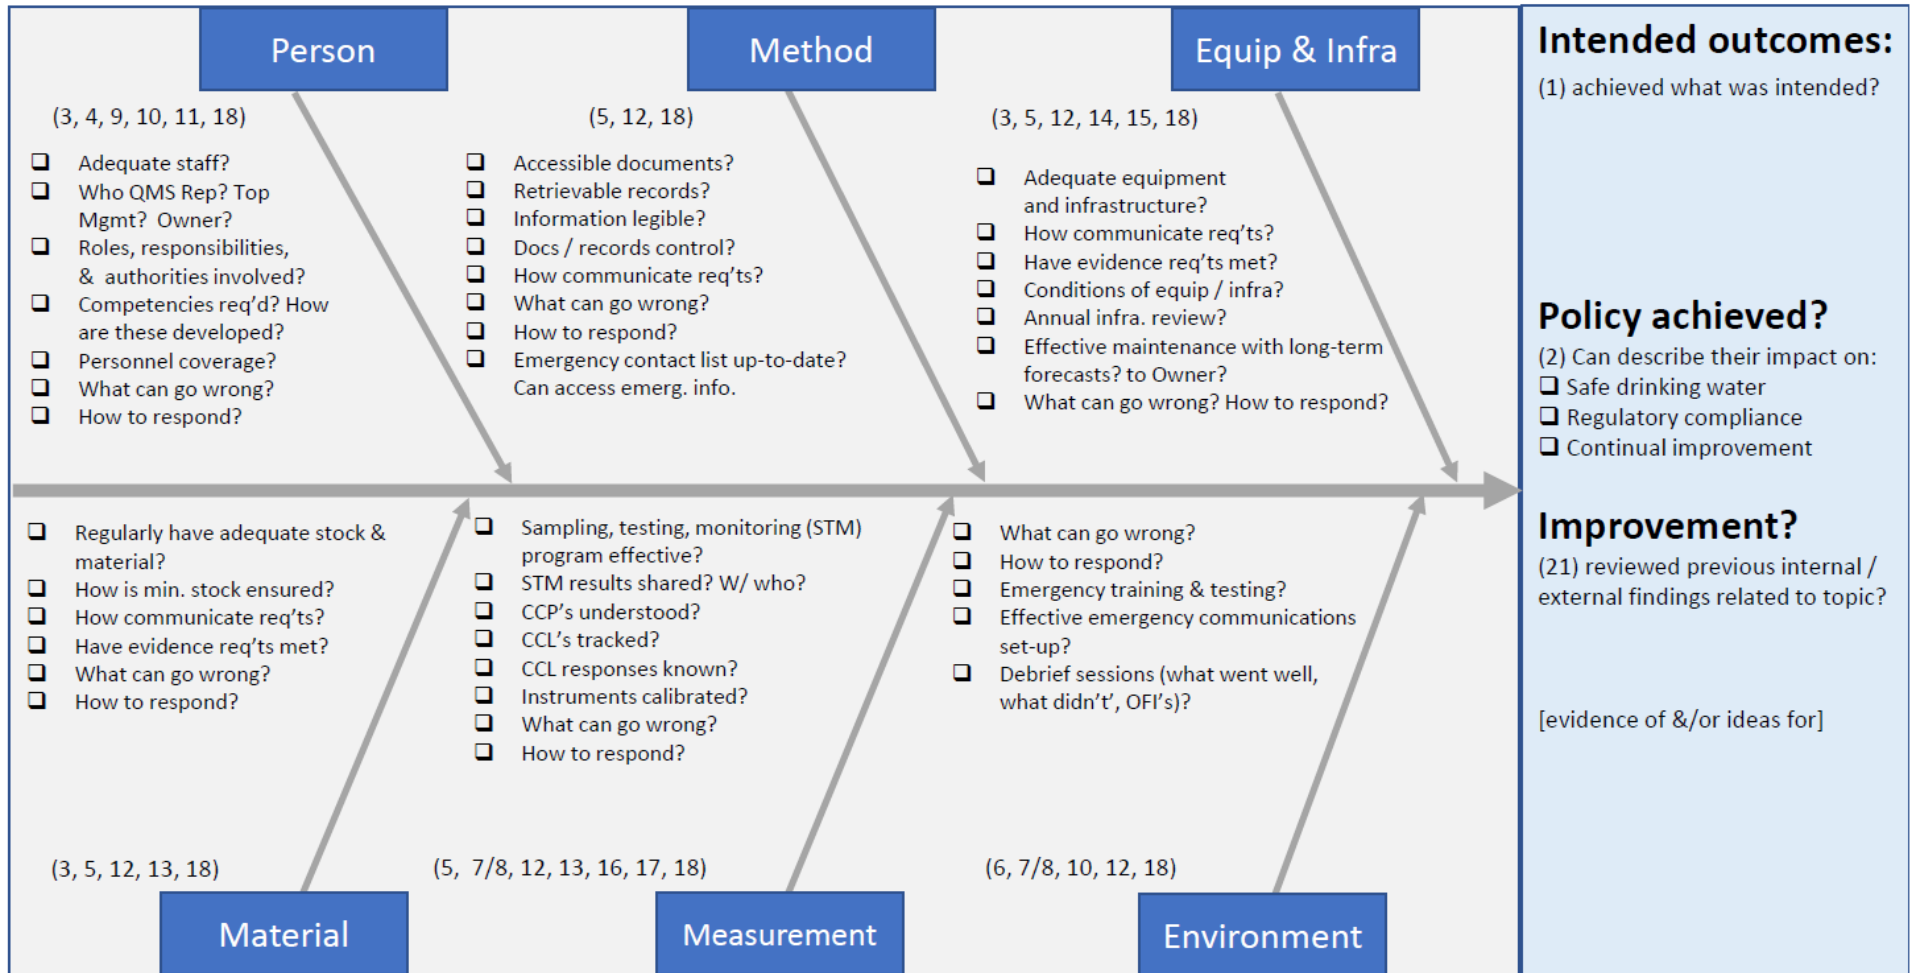 Person
(3, 4, 9, 10, 11, 18)
❑ Adequate staff?
❑ Who QMS Rep? Top
Mgmt? Owner?
❑ Roles, responsibilities,
& authorities involved?
❑ Competencies req'd? How
are these developed?
❑ Personnel coverage?
❑ What can go wrong?
❑ How to respond?
Method
(5, 12, 18)
❑ Accessible documents?
❑ Retrievable records?
❑ Information legible?
❑ Docs / records control?
❑ How communicate req'ts?
❑ What can go wrong?
❑ How to respond?
❑ Emergency contact list up-to-date?
Can access emerg. info.
Equip & Infra
(3, 5, 12, 14, 15, 18)
❑ Adequate equipment
and infrastructure?
❑ How communicate req'ts?
❑ Have evidence req'ts met?
❑ Conditions of equip / infra?
❑ Annual infra. review?
❑ Effective maintenance with long-term
forecasts? to Owner?
❑ What can go wrong? How to respond?
❑ Regularly have adequate stock &
material?
❑ How is min. stock ensured?
❑ How communicate req'ts?
❑ Have evidence req'ts met?
❑ What can go wrong?
❑ How to respond?
(3, 5, 12, 13, 18)
Material
❑ Sampling, testing, monitoring (STM)
program effective?
❑ STM results shared? W/ who?
❑ CCP's understood?
❑ CCL's tracked?
❑ CCL responses known?
❑ Instruments calibrated?
❑ What can go wrong?
❑ How to respond?
(5, 7/8, 12, 13, 16, 17, 18)
Measurement
❑ What can go wrong?
❑ How to respond?
❑ Emergency training & testing?
❑ Effective emergency communications
set-up?
❑ Debrief sessions (what went well,
what didn't', OFI's)?
(6, 7/8, 10, 12, 18)
Environment
Intended outcomes:
(1) achieved what was intended?
Policy achieved?
(2) Can describe their impact on:
❑ Safe drinking water
❑ Regulatory compliance
❑ Continual improvement
Improvement?
(21) reviewed previous internal /
external findings related to topic?
[evidence of &/or ideas for]